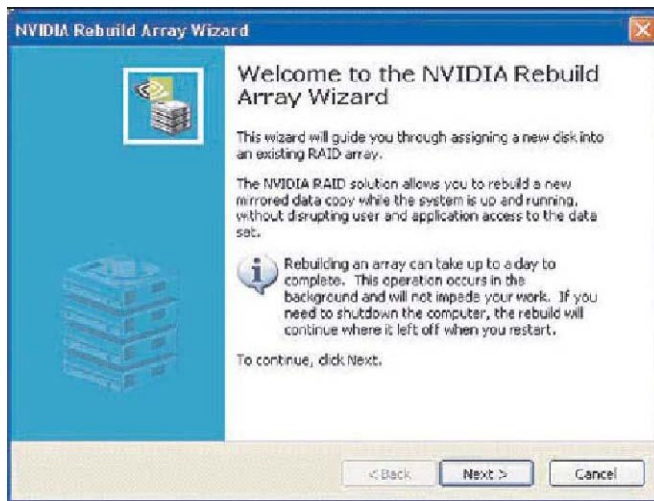 NVIDIA Rebuild Array Wizard
Welcome to the NVIDIA Rebuild
Array Wizard
This wizard will guide you through assigning a new disk into
an existing RAID array.
The NVIDIA RAID solution allows you to rebuild a new
mirrored data copy while the system is up and running,
without disrupting user and application access to the data
set.
Rebuilding an array can take up to a day to
complete. This operation occurs in the
background and will not impede your work. If you
need to shutdown the computer, the rebuild will
continue where it left off when you restart.
To continue, click Next.
< Back
Next >
Cancel